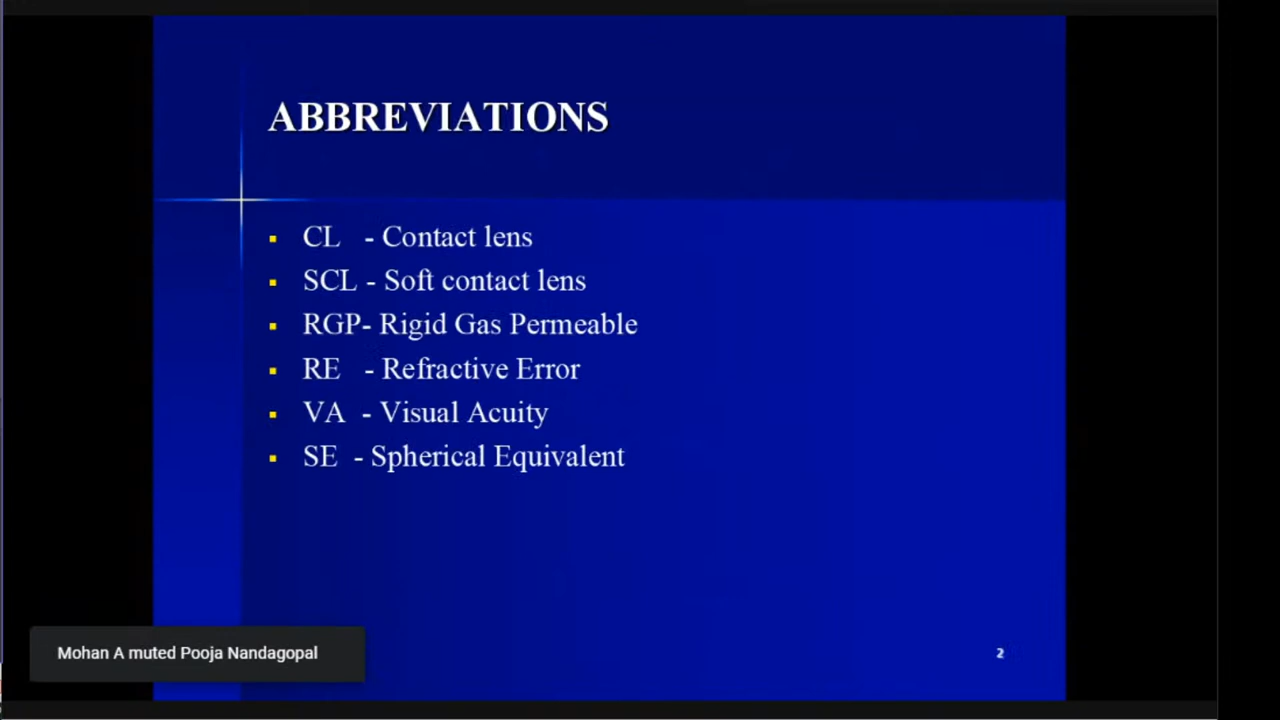 ABBREVIATIONS
CL - Contact lens
SCL - Soft contact lens
RGP- Rigid Gas Permeable
RE - Refractive Error
VA - Visual Acuity
SE - Spherical Equivalent
Mohan A muted Pooja Nandagopal
2